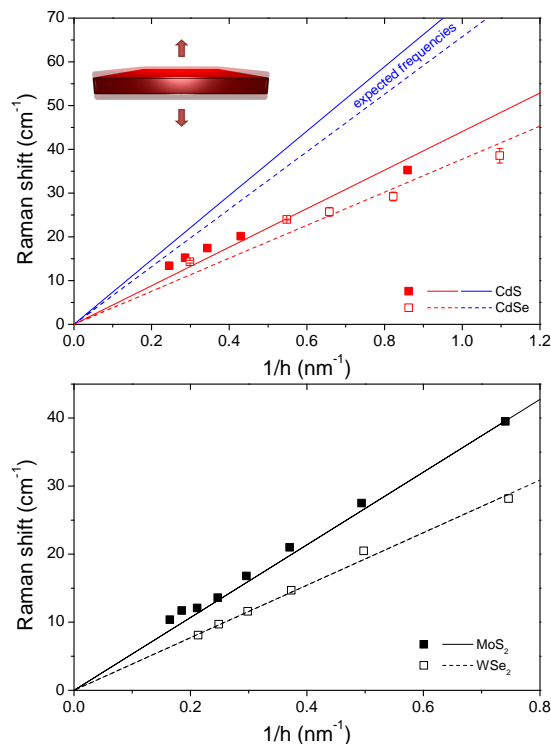 70
60
50
40
30
20
10
0
Raman shift (cm⁻¹)
expected frequencies
CdS
CdSe
0.0 0.2 0.4 0.6 0.8 1.0 1.2
1/h (nm⁻¹)
40
30
20
10
0
Raman shift (cm⁻¹)
MoS₂
WSe₂
0.0 0.2 0.4 0.6 0.8
1/h (nm⁻¹)